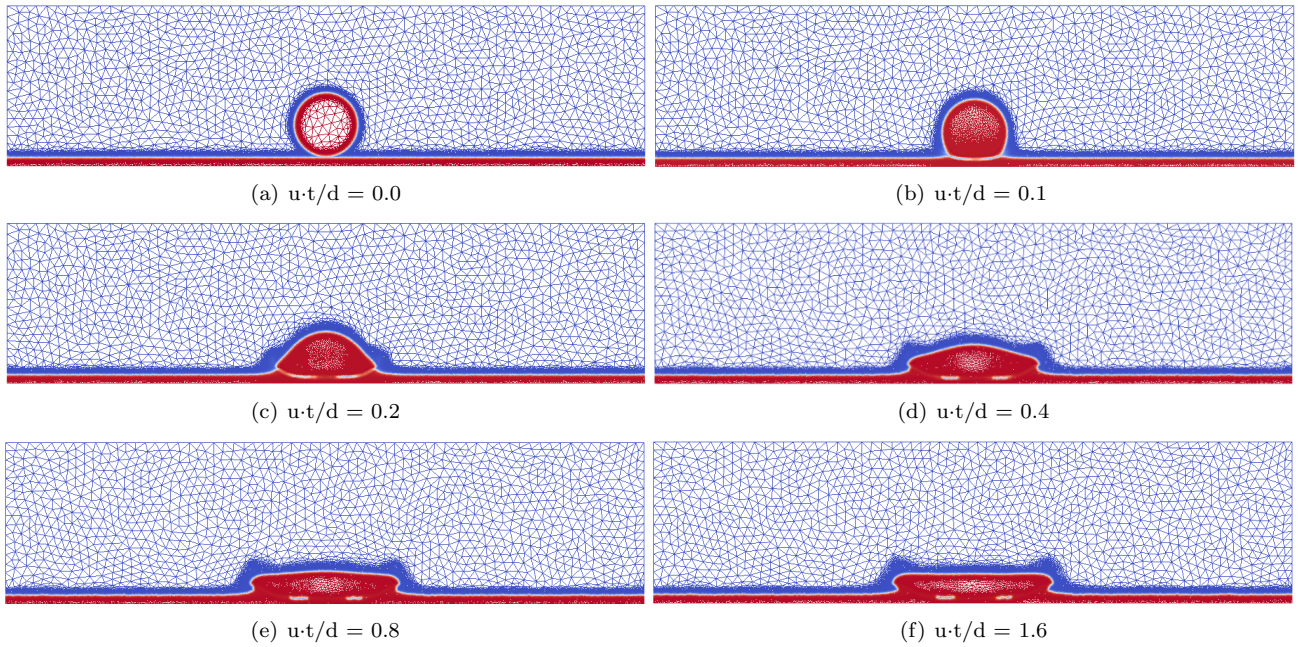 (a) u·t/d = 0.0
(b) u·t/d = 0.1
(c) u·t/d = 0.2
(d) u·t/d = 0.4
(e) u·t/d = 0.8
(f) u·t/d = 1.6